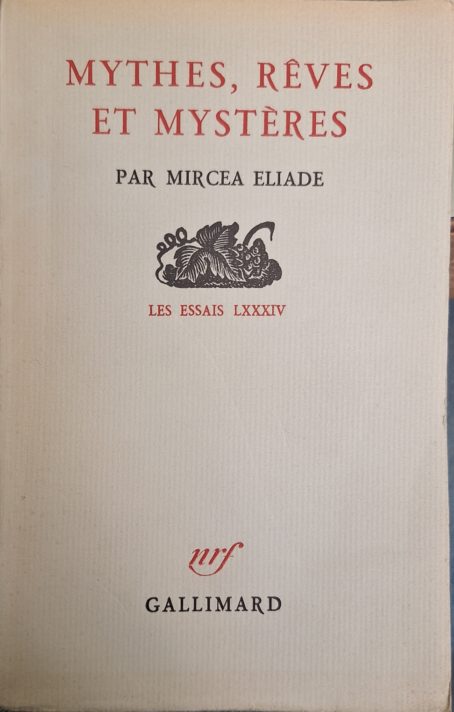 MYTHES, RÊVES
ET MYSTÈRES
PAR MIRCEA ELIADE
LES ESSAIS LXXXIV
nrf
GALLIMARD